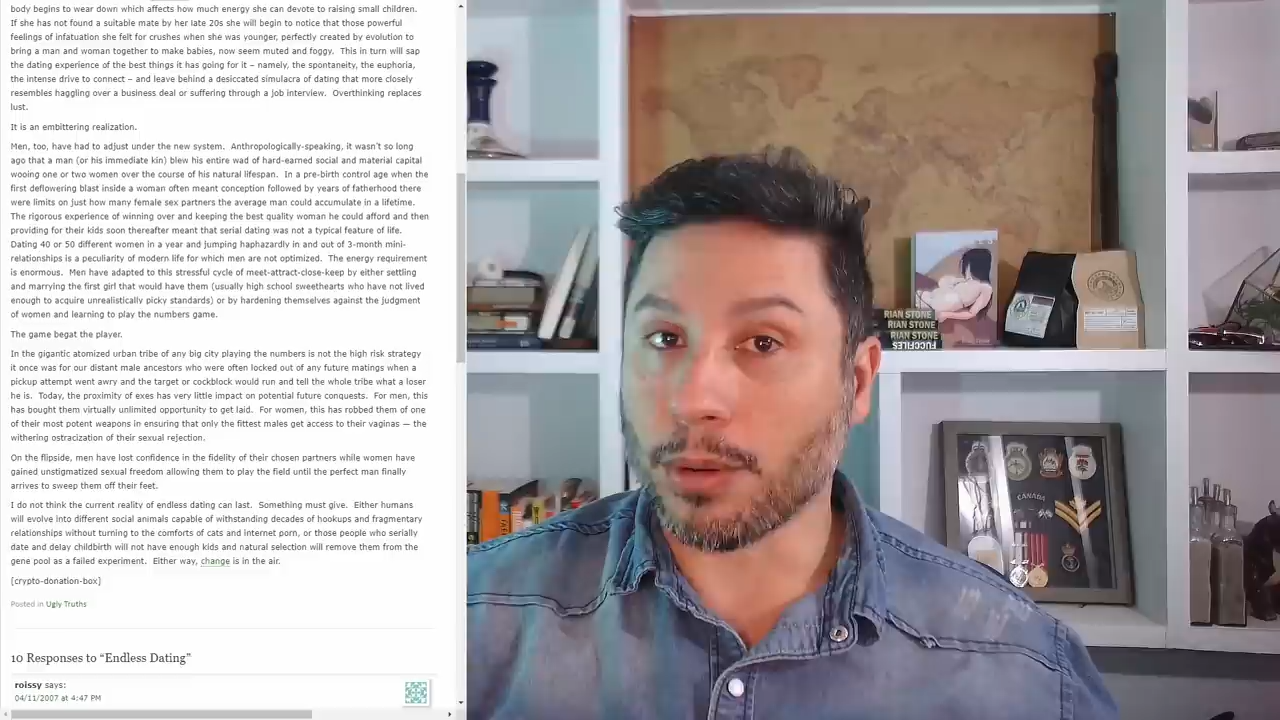 body begins to wear down which affects how much energy she can devote to raising small children.
If she has not found a suitable mate by her late 20s she will begin to notice that those powerful
feelings of infatuation she felt for crushes when she was younger, perfectly created by evolution to
bring a man and woman together to make babies, now seem muted and foggy.  This in turn will sap
the dating experience of the best things it has going for it – namely, the spontaneity, the euphoria,
the intense drive to connect – and leave behind a desiccated simulacra of dating that more closely
resembles haggling over a business deal or suffering through a job interview.  Overthinking replaces
lust.
It is an embittering realization.
Men, too, have had to adjust under the new system.  Anthropologically-speaking, it wasn't so long
ago that a man (or his immediate kin) blew his entire wad of hard-earned social and material capital
wooing one or two women over the course of his natural lifespan.  In a pre-birth control age when the
first deflowering blast inside a woman often meant conception followed by years of fatherhood there
were limits on just how many female sex partners the average man could accumulate in a lifetime.
The rigorous experience of winning over and keeping the best quality woman he could afford and then
providing for their kids soon thereafter meant that serial dating was not a typical feature of life.
Dating 40 or 50 different women in a year and jumping haphazardly in and out of 3-month mini-
relationships is a peculiarity of modern life for which men are not optimized.  The energy requirement
is enormous.  Men have adapted to this stressful cycle of meet-attract-close-keep by either settling
and marrying the first girl that would have them (usually high school sweethearts who have not lived
enough to acquire unrealistically picky standards) or by hardening themselves against the judgment
of women and learning to play the numbers game.
The game begat the player.
In the gigantic atomized urban tribe of any big city playing the numbers is not the high risk strategy
it once was for our distant male ancestors who were often locked out of any future matings when a
pickup attempt went awry and the target or cockblock would run and tell the whole tribe what a loser
he is.  Today, the proximity of exes has very little impact on potential future conquests.  For men, this
has bought them virtually unlimited opportunity to get laid.  For women, this has robbed them of one
of their most potent weapons in ensuring that only the fittest males get access to their vaginas — the
withering ostracization of their sexual rejection.
On the flipside, men have lost confidence in the fidelity of their chosen partners while women have
gained unstigmatized sexual freedom allowing them to play the field until the perfect man finally
arrives to sweep them off their feet.
I do not think the current reality of endless dating can last.  Something must give.  Either humans
will evolve into different social animals capable of withstanding decades of hookups and fragmentary
relationships without turning to the comforts of cats and internet porn, or those people who serially
date and delay childbirth will not have enough kids and natural selection will remove them from the
gene pool as a failed experiment.  Either way, change is in the air.
[crypto-donation-box]
Posted in Ugly Truths
10 Responses to “Endless Dating”
roissy says:
04/11/2007 at 4:47 PM
RIAN STONE
RIAN STONE
RIAN STONE
FUCCFILES
CANADA